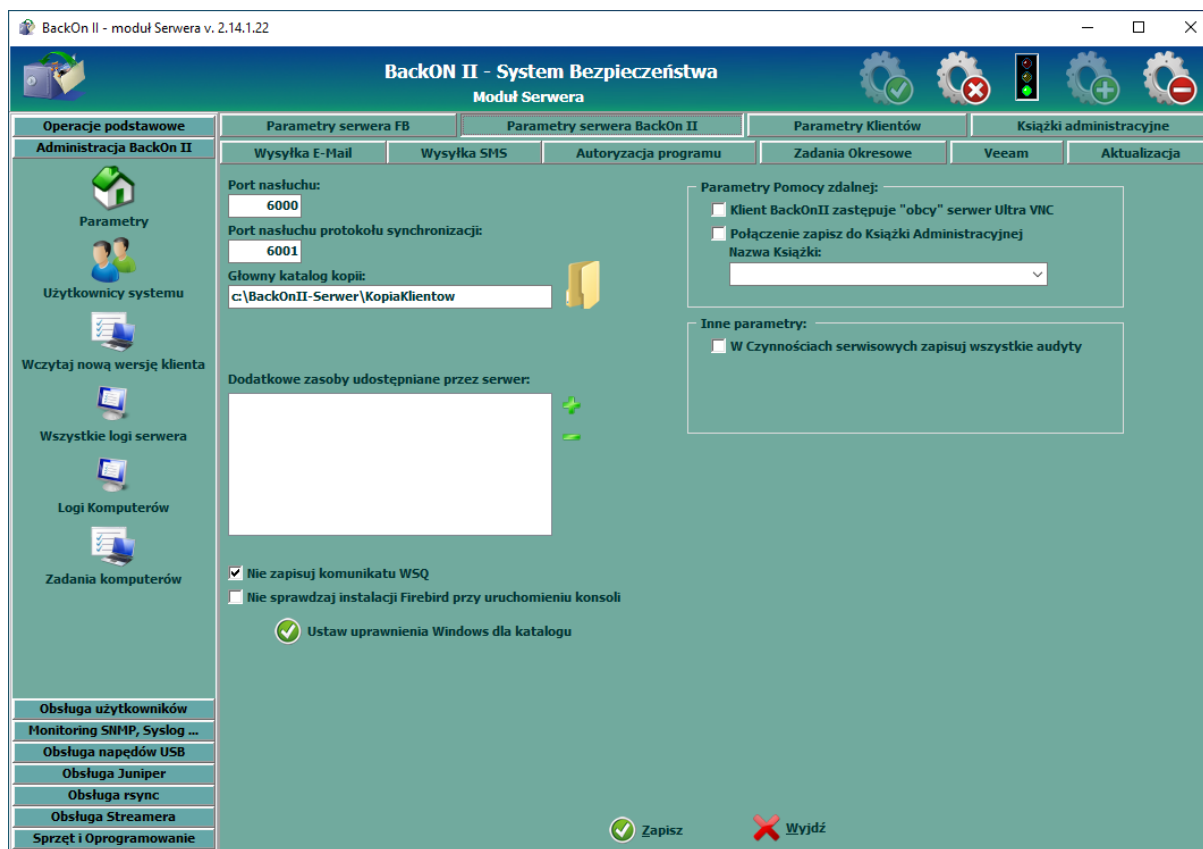 BackOn II - moduł Serwera v. 2.14.1.22
BackON II - System Bezpieczeństwa
Moduł Serwera
Operacje podstawowe
Administracja BackOn II
Parametry
Użytkownicy systemu
Wczytaj nową wersję klienta
Wszystkie logi serwera
Logi Komputerów
Zadania komputerów
Obsługa użytkowników
Monitoring SNMP, Syslog ...
Obsługa napędów USB
Obsługa Juniper
Obsługa rsync
Obsługa Streamera
Sprzęt i Oprogramowanie
Parametry serwera FB
Parametry serwera BackOn II
Parametry Klientów
Książki administracyjne
Wysyłka E-Mail
Wysyłka SMS
Autoryzacja programu
Zadania Okresowe
Veeam
Aktualizacja
Port nasłuchu:
6000
Port nasłuchu protokołu synchronizacji:
6001
Głowny katalog kopii:
c:\BackOnII-Serwer\KopiaKlientow
Dodatkowe zasoby udostępniane przez serwer:
Nie zapisuj komunikatu WSQ
Nie sprawdzaj instalacji Firebird przy uruchomieniu konsoli
Ustaw uprawnienia Windows dla katalogu
Parametry Pomocy zdalnej:
Klient BackOnII zastępuje "obcy" serwer Ultra VNC
Połączenie zapisz do Książki Administracyjnej
Nazwa Książki:
Inne parametry:
W Czynnościach serwisowych zapisuj wszystkie audyty
Zapisz
Wyjdź